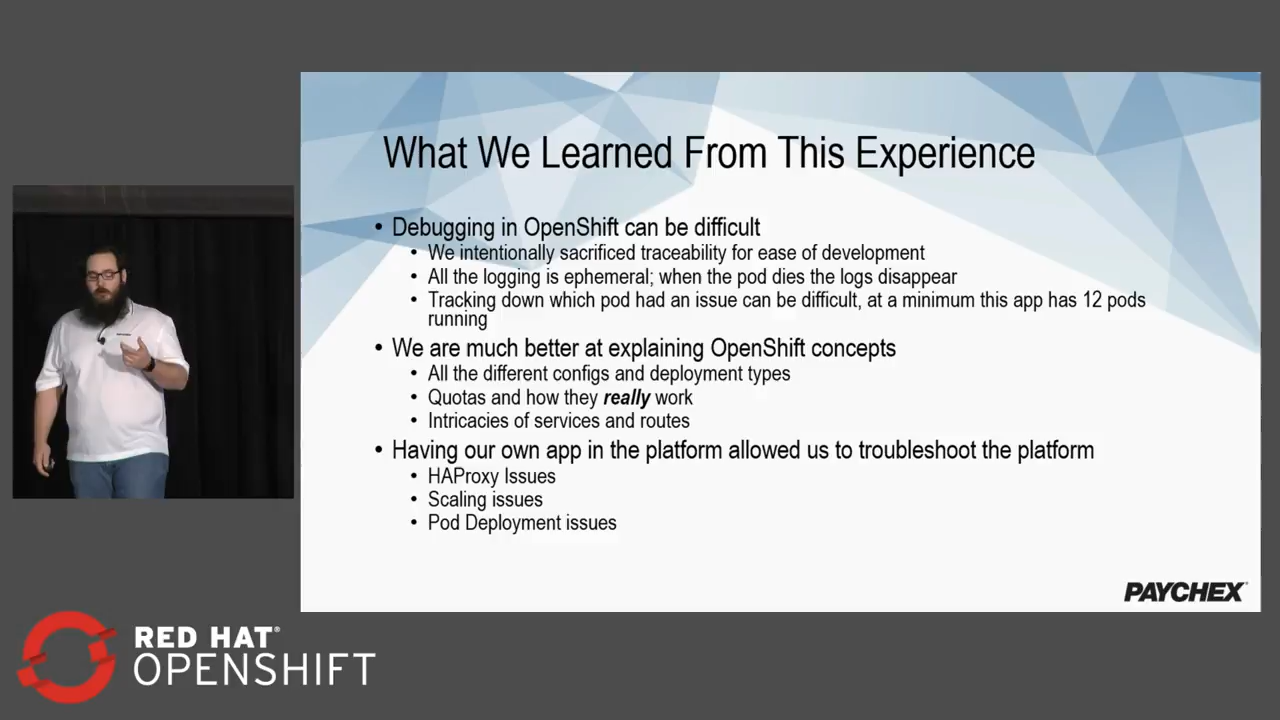 What We Learned From This Experience
• Debugging in OpenShift can be difficult
• We intentionally sacrificed traceability for ease of development
• All the logging is ephemeral; when the pod dies the logs disappear
• Tracking down which pod had an issue can be difficult, at a minimum this app has 12 pods
running
• We are much better at explaining OpenShift concepts
• All the different configs and deployment types
• Quotas and how they really work
• Intricacies of services and routes
• Having our own app in the platform allowed us to troubleshoot the platform
• HAProxy Issues
• Scaling issues
• Pod Deployment issues
PAYCHEX®
RED HAT®
OPENSHIFT